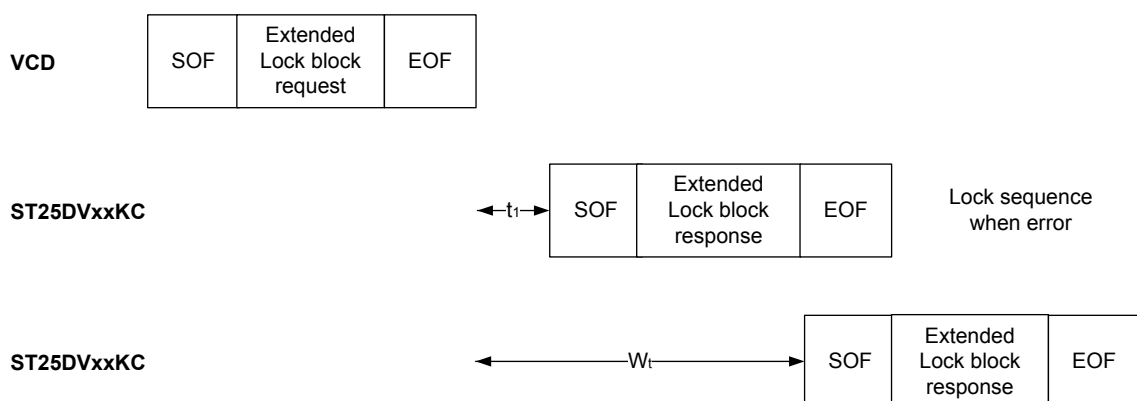 VCD
SOF
Extended
Lock block
request
EOF
ST25DVxxKC
t1
SOF
Extended
Lock block
response
EOF
Lock sequence
when error
ST25DVxxKC
Wt
SOF
Extended
Lock block
response
EOF